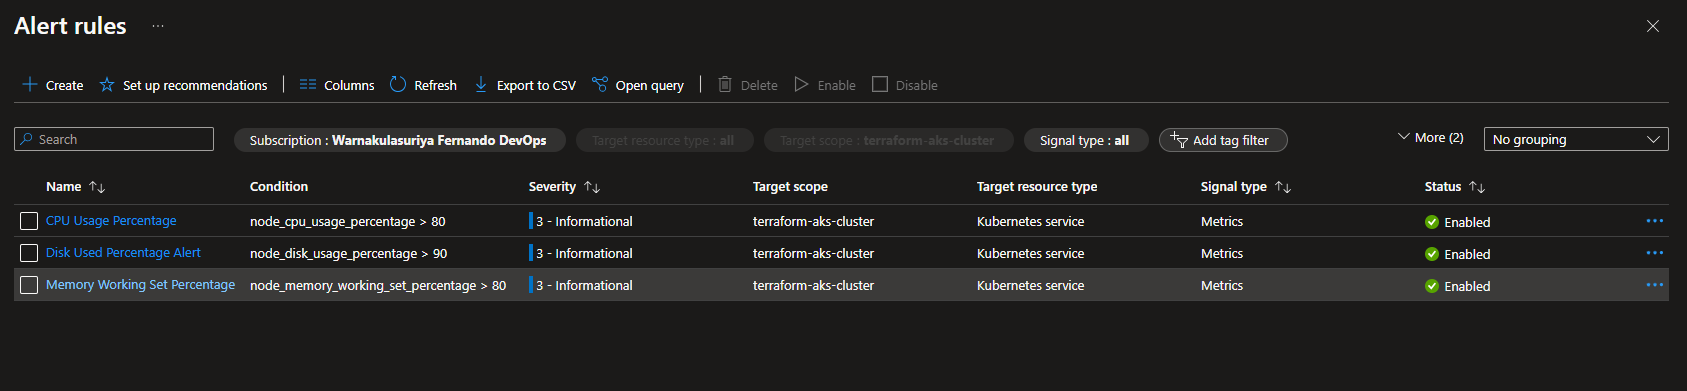 Alert rules ...
Create Set up recommendations Columns Refresh Export to CSV Open query Delete Enable Disable
Search Subscription : Warnakulasuriya Fernando DevOps Target resource type : all Target scope : terraform-aks-cluster Signal type : all Add tag filter More (2) No grouping
Name Condition Severity Target scope Target resource type Signal type Status
CPU Usage Percentage node_cpu_usage_percentage > 80 3 - Informational terraform-aks-cluster Kubernetes service Metrics Enabled ...
Disk Used Percentage Alert node_disk_usage_percentage > 90 3 - Informational terraform-aks-cluster Kubernetes service Metrics Enabled ...
Memory Working Set Percentage node_memory_working_set_percentage > 80 3 - Informational terraform-aks-cluster Kubernetes service Metrics Enabled ...